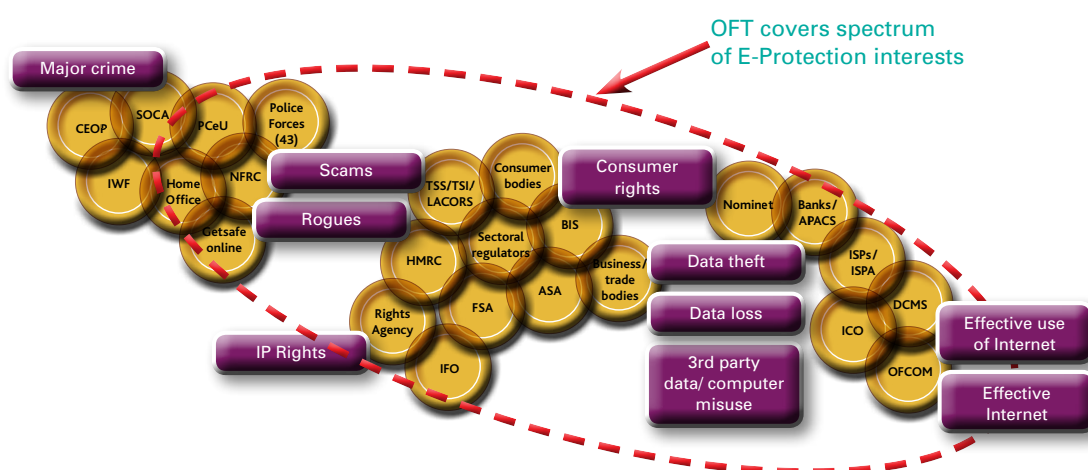 OFT covers spectrum
of E-Protection interests
Major crime
CEOP
SOCA
PCeU
Police
Forces
(43)
IWF
Home
Office
NFRC
Getsafe
online
Scams
Rogues
IP Rights
TSS/TSI/
LACORS
Consumer
bodies
HMRC
Sectoral
regulators
BIS
Rights
Agency
FSA
ASA
Business/
trade
bodies
IFO
Consumer
rights
Data theft
Data loss
3rd party
data/ computer
misuse
Nominet
Banks/
APACS
ISPs/
ISPA
DCMS
ICO
OFCOM
Effective use
of Internet
Effective
Internet